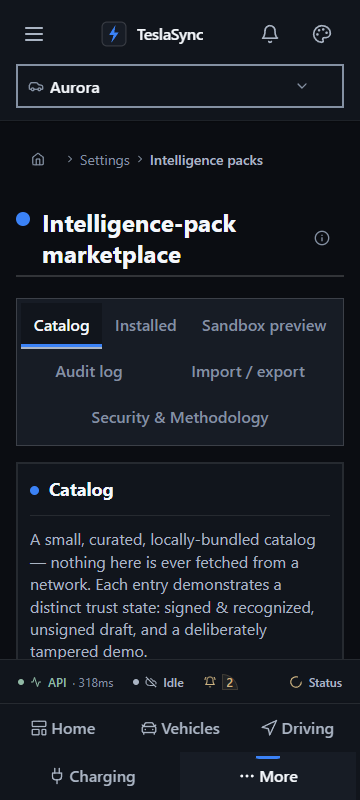 TeslaSync
Aurora
Settings
Intelligence packs
Intelligence-pack
marketplace
Catalog
Installed
Sandbox preview
Audit log
Import / export
Security & Methodology
Catalog
A small, curated, locally-bundled catalog
— nothing here is ever fetched from a
network. Each entry demonstrates a
distinct trust state: signed & recognized,
unsigned draft, and a deliberately
tampered demo.
API · 318ms
Idle
2
Status
Home
Vehicles
Driving
Charging
More